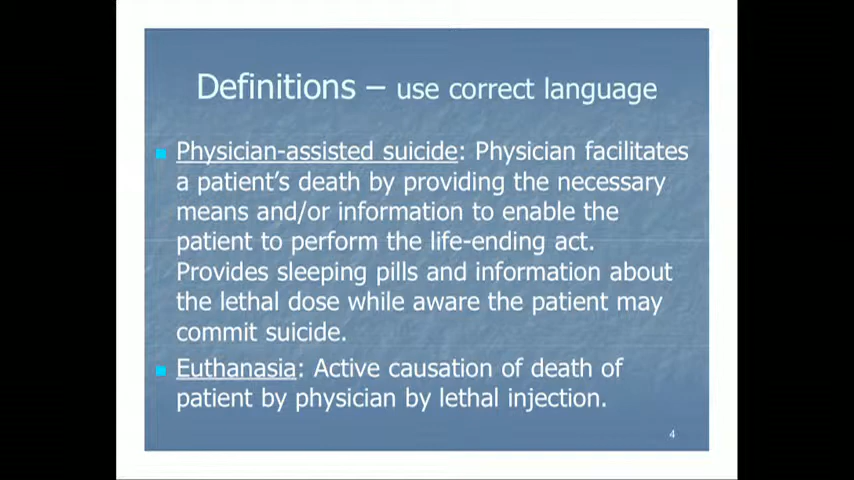 Definitions – use correct language
Physician-assisted suicide: Physician facilitates
a patient's death by providing the necessary
means and/or information to enable the
patient to perform the life-ending act.
Provides sleeping pills and information about
the lethal dose while aware the patient may
commit suicide.
Euthanasia: Active causation of death of
patient by physician by lethal injection.
4